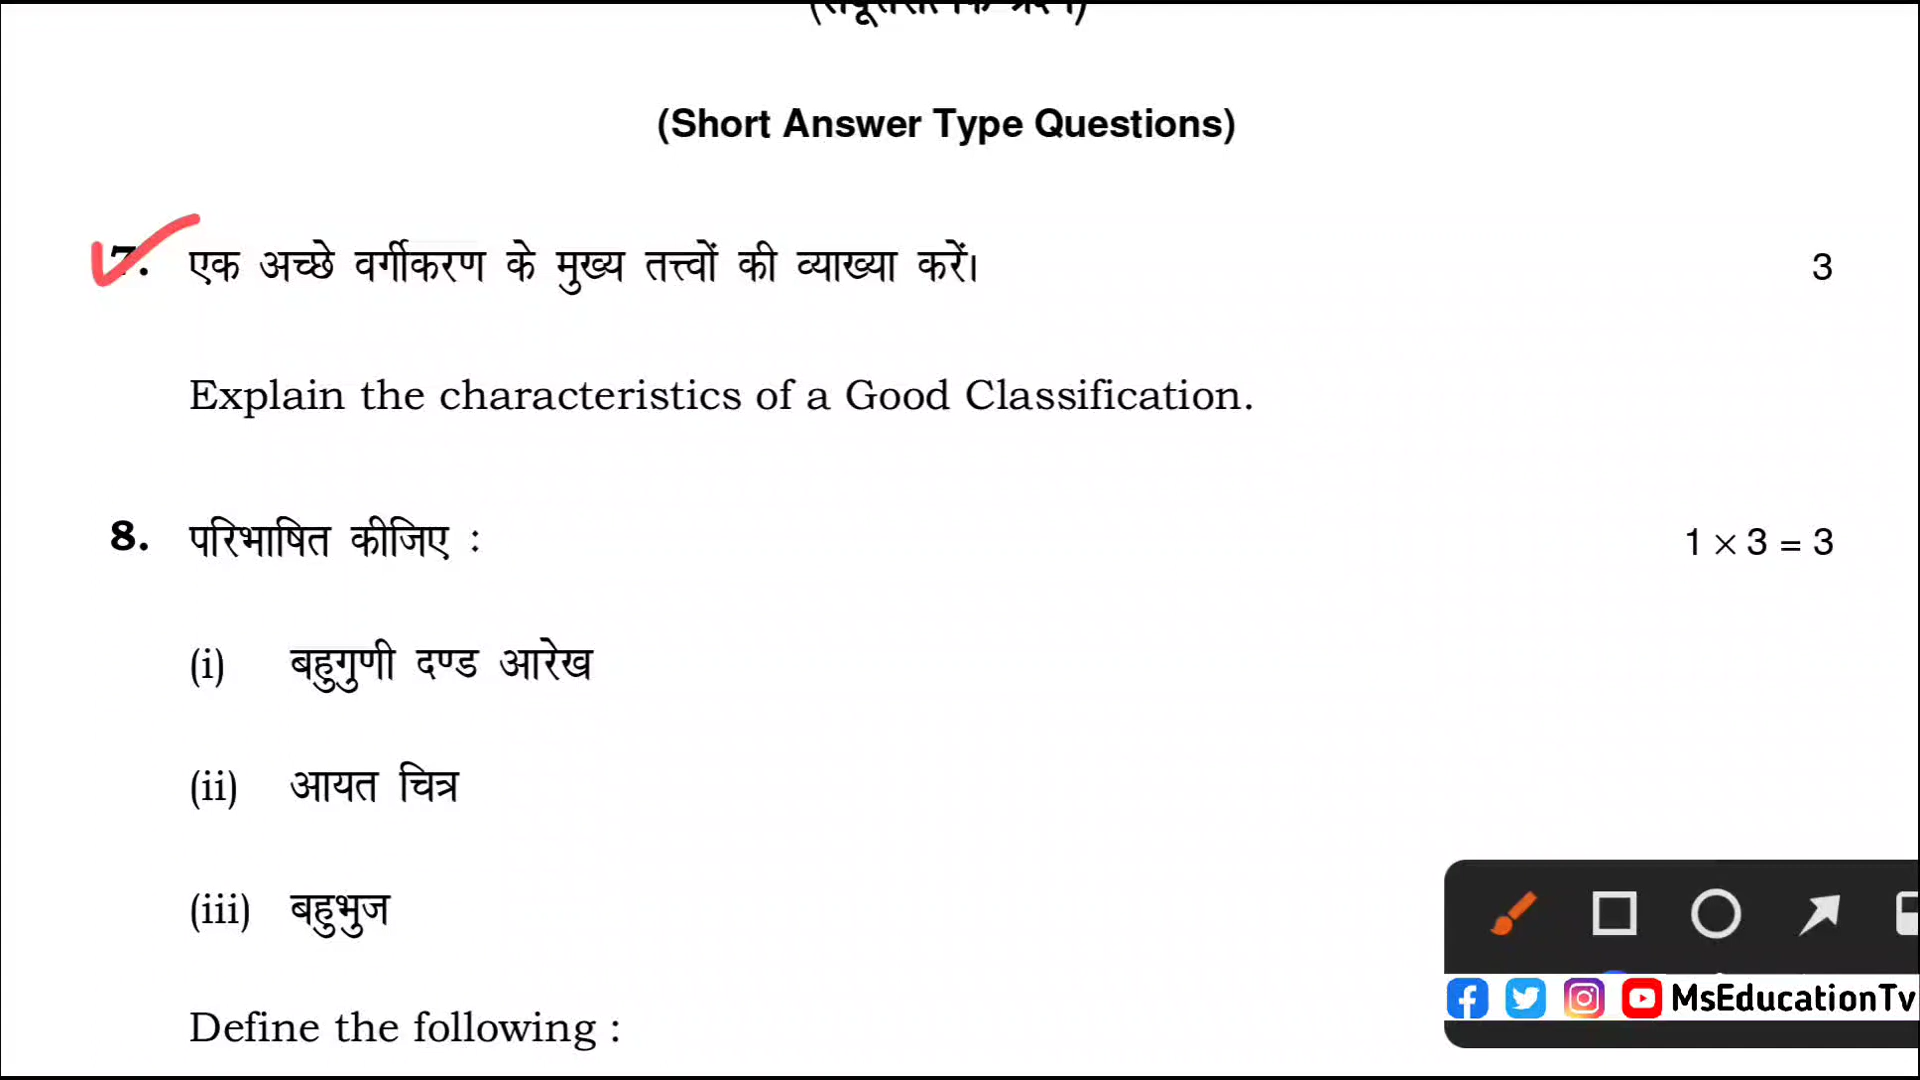 (Short Answer Type Questions)
7. एक अच्छे वर्गीकरण के मुख्य तत्त्वों की व्याख्या करें। 3
Explain the characteristics of a Good Classification.
8. परिभाषित कीजिए : 1 × 3 = 3
(i) बहुगुणी दण्ड आरेख
(ii) आयत चित्र
(iii) बहुभुज
Define the following :
MsEducationTv